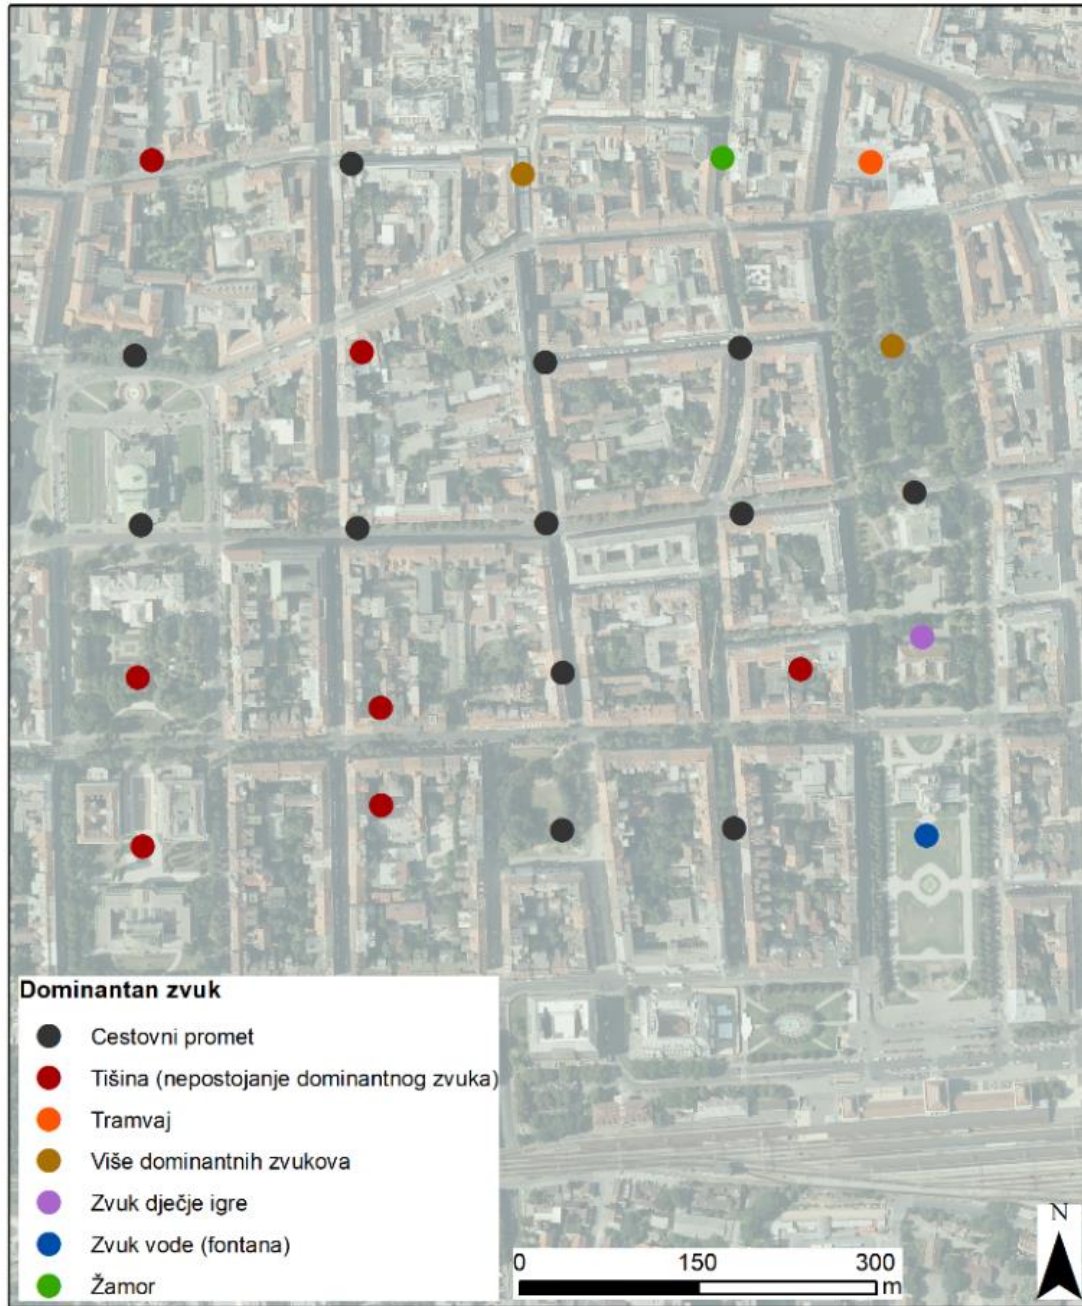 Dominantan zvuk
Cestovni promet
Tišina (nepostojanje dominantnog zvuka)
Tramvaj
Više dominantnih zvukova
Zvuk dječje igre
Zvuk vode (fontana)
Žamor
0 150 300
m
N